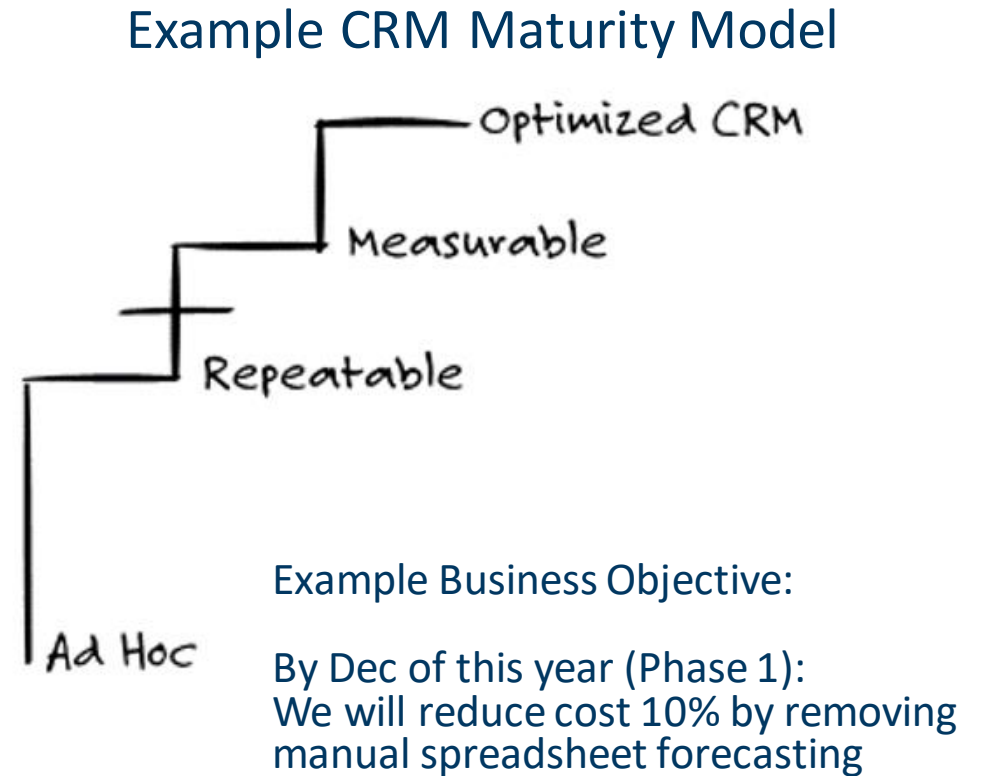 Example CRM Maturity Model
Optimized CRM
Measurable
Repeatable
Ad Hoc
Example Business Objective:
By Dec of this year (Phase 1):
We will reduce cost 10% by removing
manual spreadsheet forecasting